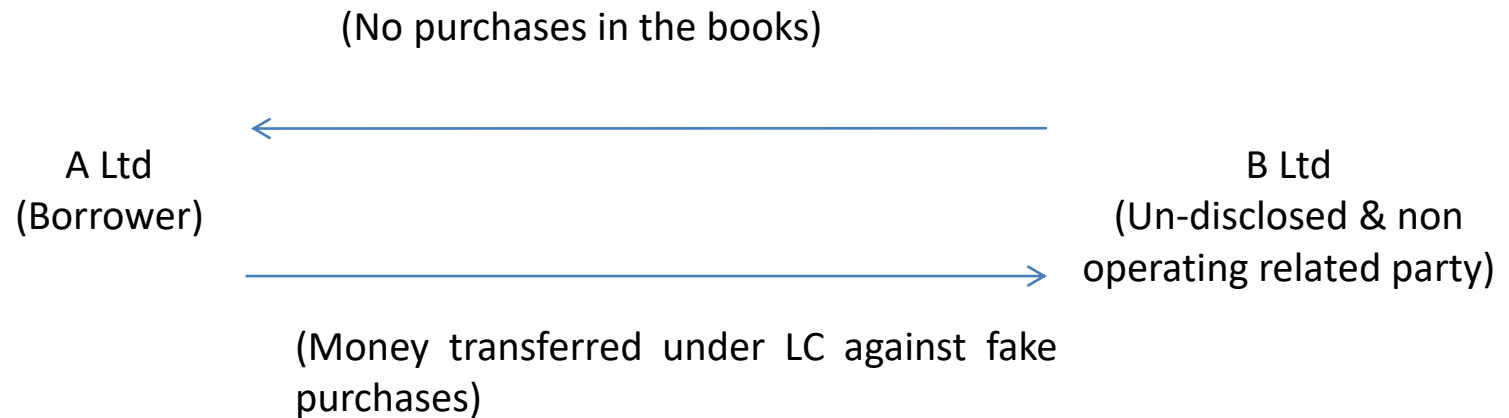 (No purchases in the books)
A Ltd
(Borrower)
B Ltd
(Un-disclosed & non
operating related party)
(Money transferred under LC against fake
purchases)